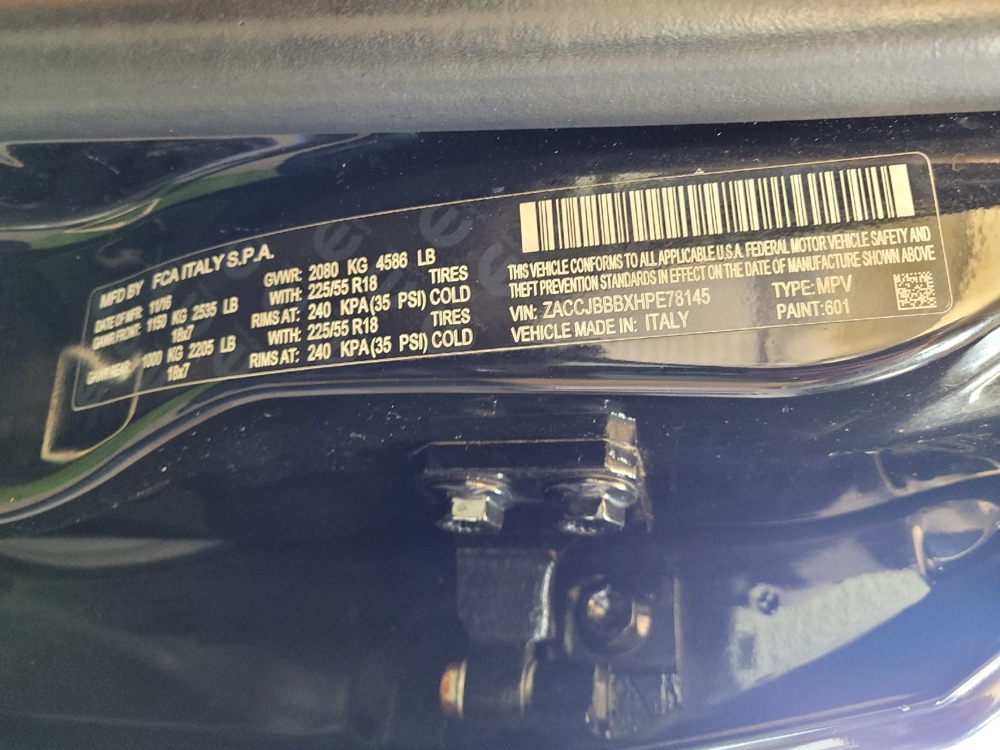 MFD BY FCA ITALY S.P.A.
DATE OF MFR: 11/16 GVWR: 2080 KG 4586 LB
GAWR FRONT: 1150 KG 2535 LB WITH: 225/55 R18 TIRES
18x7 RIMS AT: 240 KPA(35 PSI) COLD
GAWR REAR: 1000 KG 2205 LB WITH: 225/55 R18 TIRES
18x7 RIMS AT: 240 KPA(35 PSI) COLD
THIS VEHICLE CONFORMS TO ALL APPLICABLE U.S.A. FEDERAL MOTOR VEHICLE SAFETY AND
THEFT PREVENTION STANDARDS IN EFFECT ON THE DATE OF MANUFACTURE SHOWN ABOVE
VIN: ZACCJBBBXHPE78145 TYPE: MPV
VEHICLE MADE IN: ITALY PAINT: 601